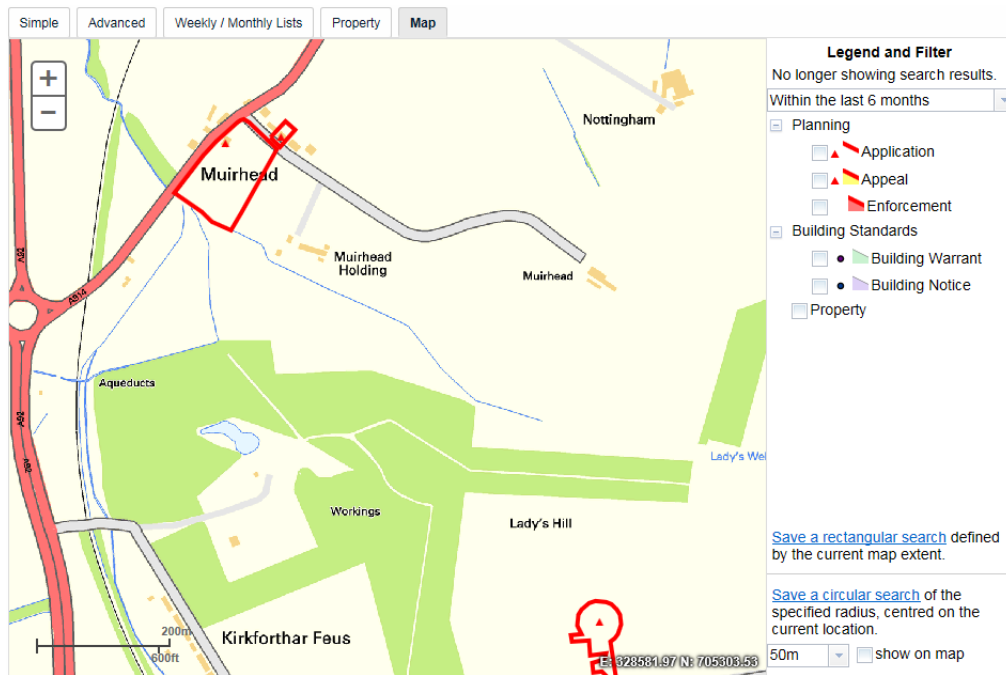 Simple
Advanced
Weekly / Monthly Lists
Property
Map
+
−
Nottingham
Muirhead
Muirhead
Holding
Muirhead
A92
A914
Aqueducts
A92
A92
Lady's Wel
Workings
Lady's Hill
Kirkforthar Feus
200m
600ft
E: 328581.97 N: 705303.53
Legend and Filter
No longer showing search results.
Within the last 6 months
Planning
Application
Appeal
Enforcement
Building Standards
Building Warrant
Building Notice
Property
Save a rectangular search defined
by the current map extent.
Save a circular search of the
specified radius, centred on the
current location.
50m
show on map